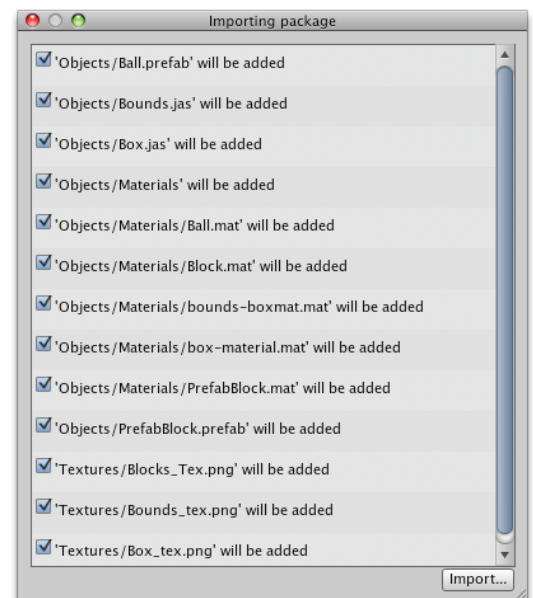 Importing package
'Objects/Ball.prefab' will be added
'Objects/Bounds.jas' will be added
'Objects/Box.jas' will be added
'Objects/Materials' will be added
'Objects/Materials/Ball.mat' will be added
'Objects/Materials/Block.mat' will be added
'Objects/Materials/bounds-boxmat.mat' will be added
'Objects/Materials/box-material.mat' will be added
'Objects/Materials/PrefabBlock.mat' will be added
'Objects/PrefabBlock.prefab' will be added
'Textures/Blocks_Tex.png' will be added
'Textures/Bounds_tex.png' will be added
'Textures/Box_tex.png' will be added
Import...